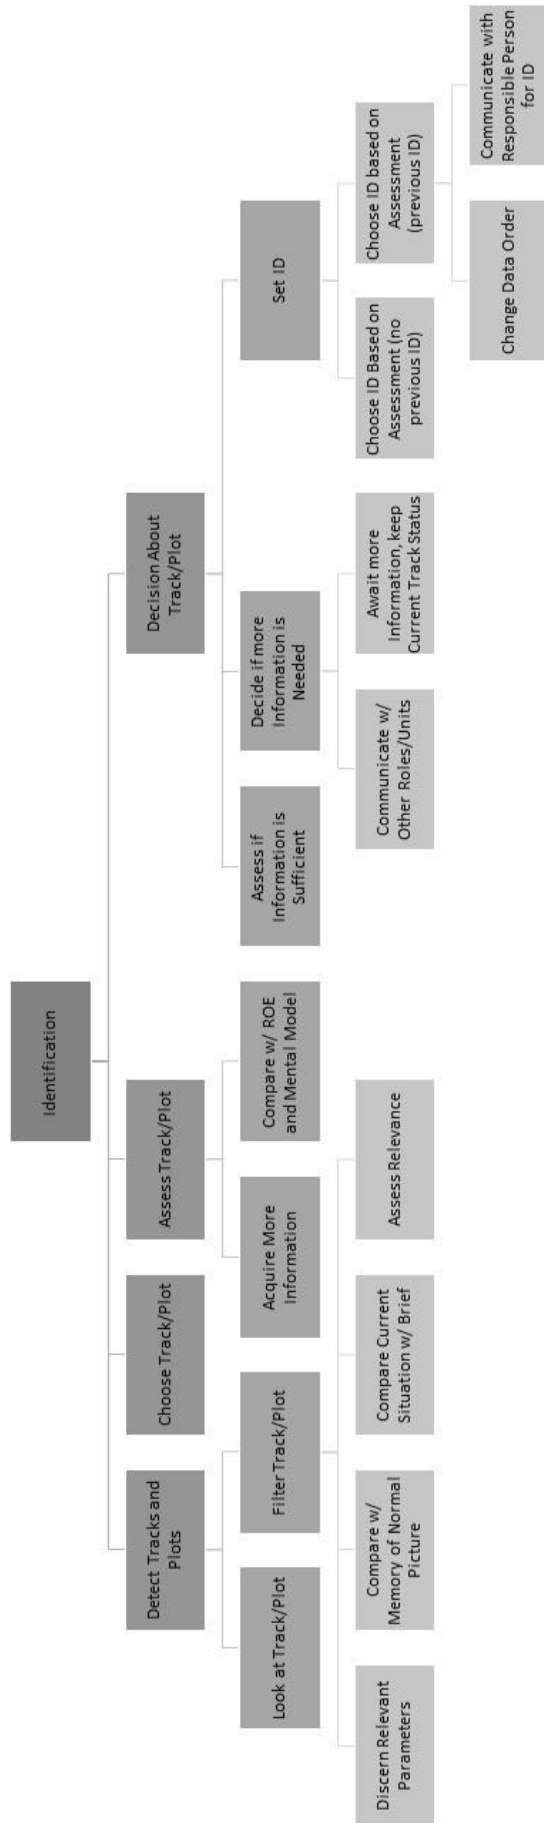 Identification
Detect Tracks and
Plots
Choose Track/Plot
Assess Track/Plot
Decision About
Track/Plot
Look at Track/Plot
Filter Track/Plot
Acquire More
Information
Compare w/ ROE
and Mental Model
Assess if
Information is
Sufficient
Decide if more
Information is
Needed
Set ID
Discern Relevant
Parameters
Compare w/
Memory of Normal
Picture
Compare Current
Situation w/ Brief
Assess Relevance
Communicate w/
Other Roles/Units
Await more
Information, keep
Current Track Status
Choose ID Based on
Assessment (no
previous ID)
Choose ID based on
Assessment
(previous ID)
Change Data Order
Communicate with
Responsible Person
for ID